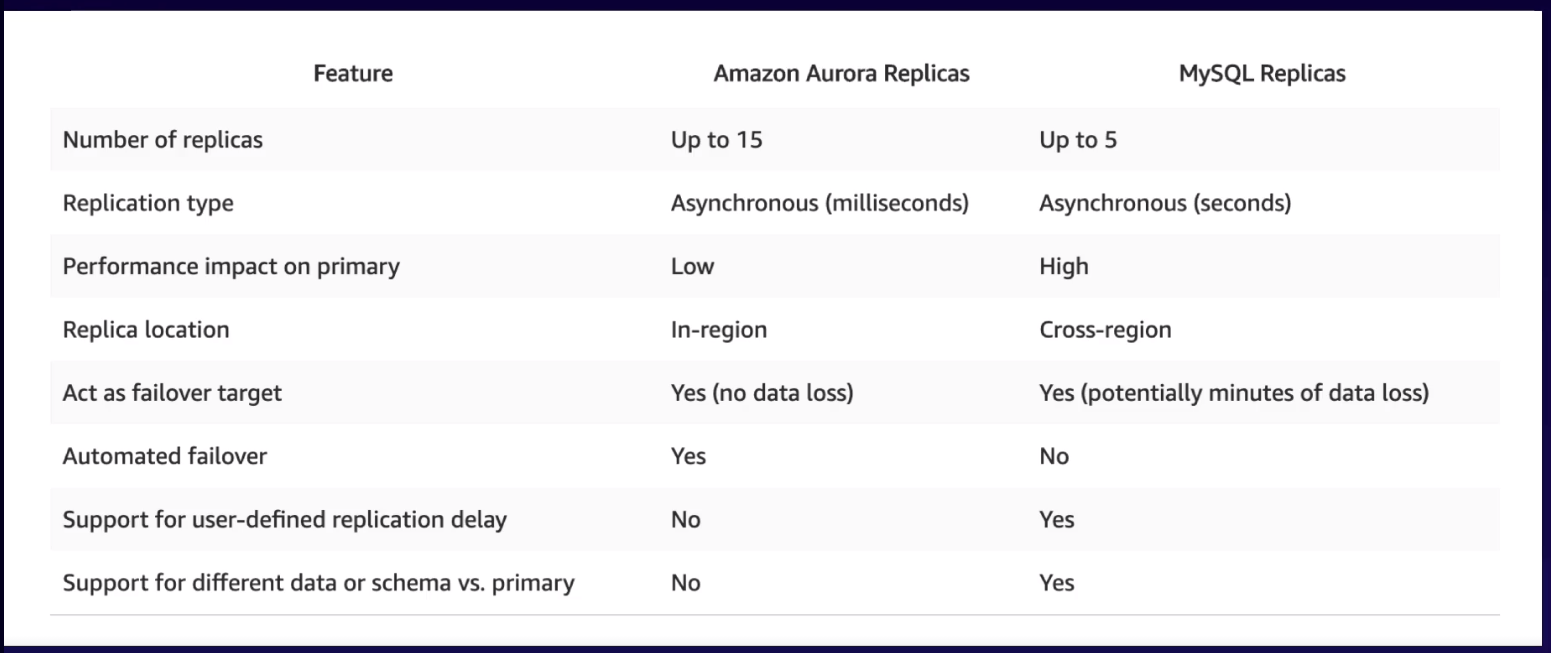 Feature Amazon Aurora Replicas MySQL Replicas
Number of replicas Up to 15 Up to 5
Replication type Asynchronous (milliseconds) Asynchronous (seconds)
Performance impact on primary Low High
Replica location In-region Cross-region
Act as failover target Yes (no data loss) Yes (potentially minutes of data loss)
Automated failover Yes No
Support for user-defined replication delay No Yes
Support for different data or schema vs. primary No Yes